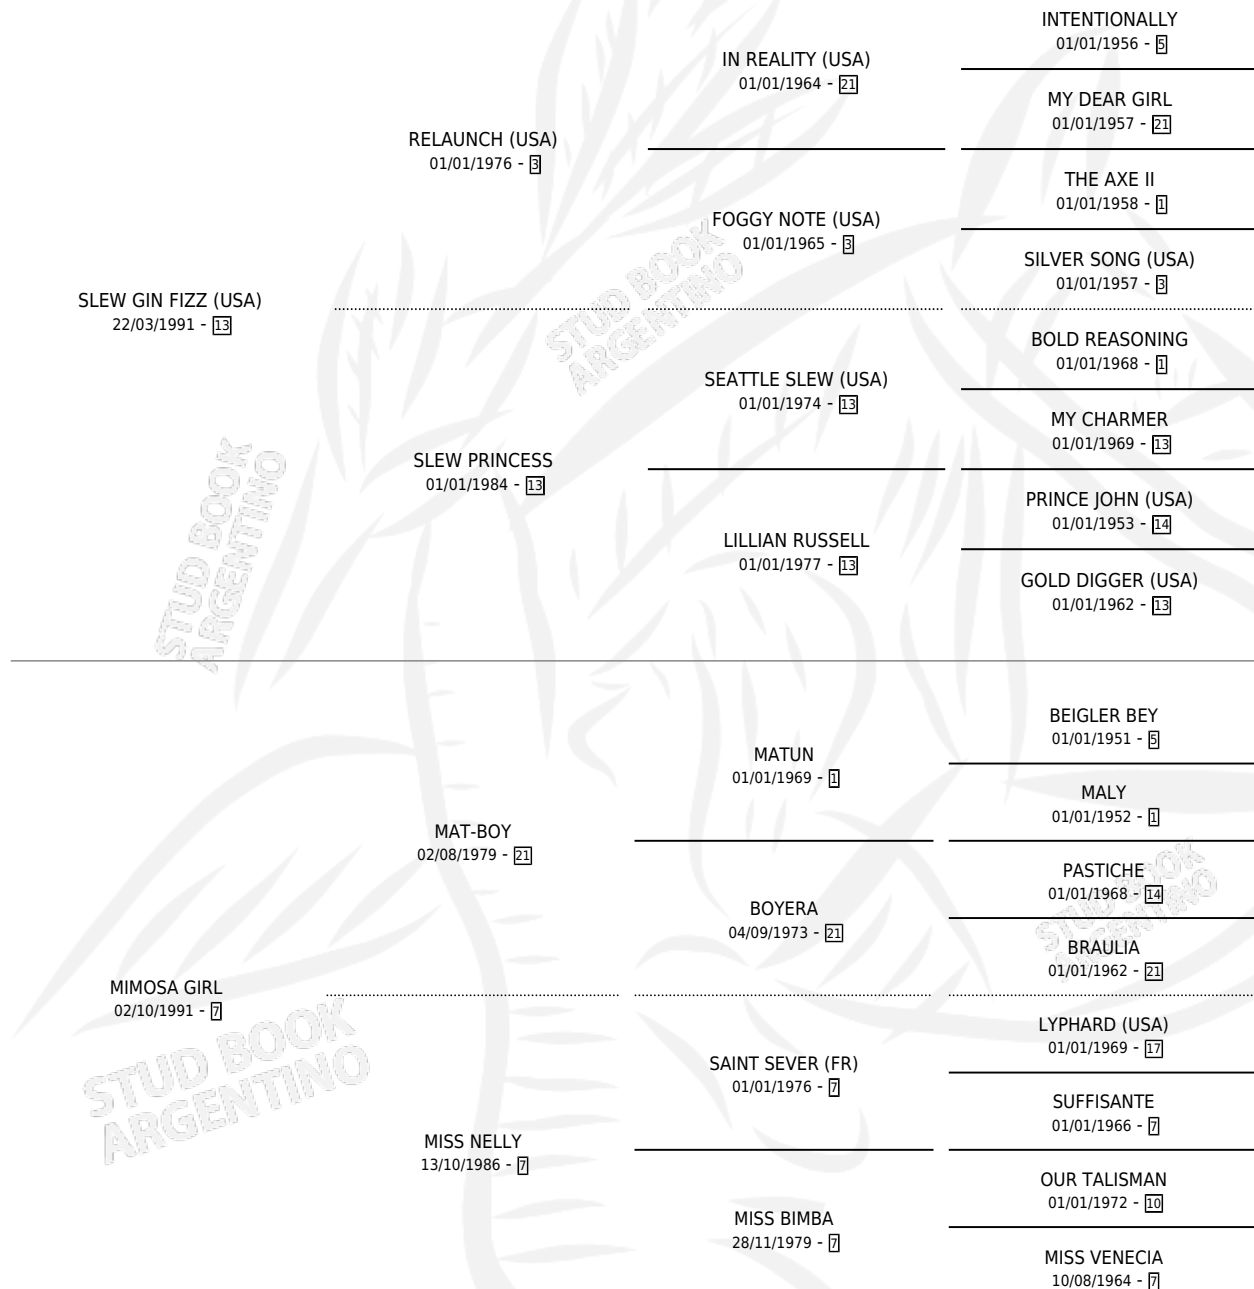 INTENTIONALLY
01/01/1956 - 5
IN REALITY (USA)
01/01/1964 - 21
MY DEAR GIRL
01/01/1957 - 21
RELAUNCH (USA)
01/01/1976 - 3
THE AXE II
01/01/1958 - 1
FOGGY NOTE (USA)
01/01/1965 - 3
SILVER SONG (USA)
01/01/1957 - 3
SLEW GIN FIZZ (USA)
22/03/1991 - 13
BOLD REASONING
01/01/1968 - 1
SEATTLE SLEW (USA)
01/01/1974 - 13
MY CHARMER
01/01/1969 - 13
SLEW PRINCESS
01/01/1984 - 13
PRINCE JOHN (USA)
01/01/1953 - 14
LILLIAN RUSSELL
01/01/1977 - 13
GOLD DIGGER (USA)
01/01/1962 - 13
BEIGLER BEY
01/01/1951 - 5
MATUN
01/01/1969 - 1
MALY
01/01/1952 - 1
MAT-BOY
02/08/1979 - 21
PASTICHE
01/01/1968 - 14
BOYERA
04/09/1973 - 21
BRAULIA
01/01/1962 - 21
MIMOSA GIRL
02/10/1991 - 7
LYPHARD (USA)
01/01/1969 - 17
SAINT SEVER (FR)
01/01/1976 - 7
SUFFISANTE
01/01/1966 - 7
MISS NELLY
13/10/1986 - 7
OUR TALISMAN
01/01/1972 - 10
MISS BIMBA
28/11/1979 - 7
MISS VENECIA
10/08/1964 - 7
STUD BOOK
ARGENTINO
STUD BOOK
ARGENTINO
STUD BOOK
ARGENTINO
STUD BOOK
ARGENTINO